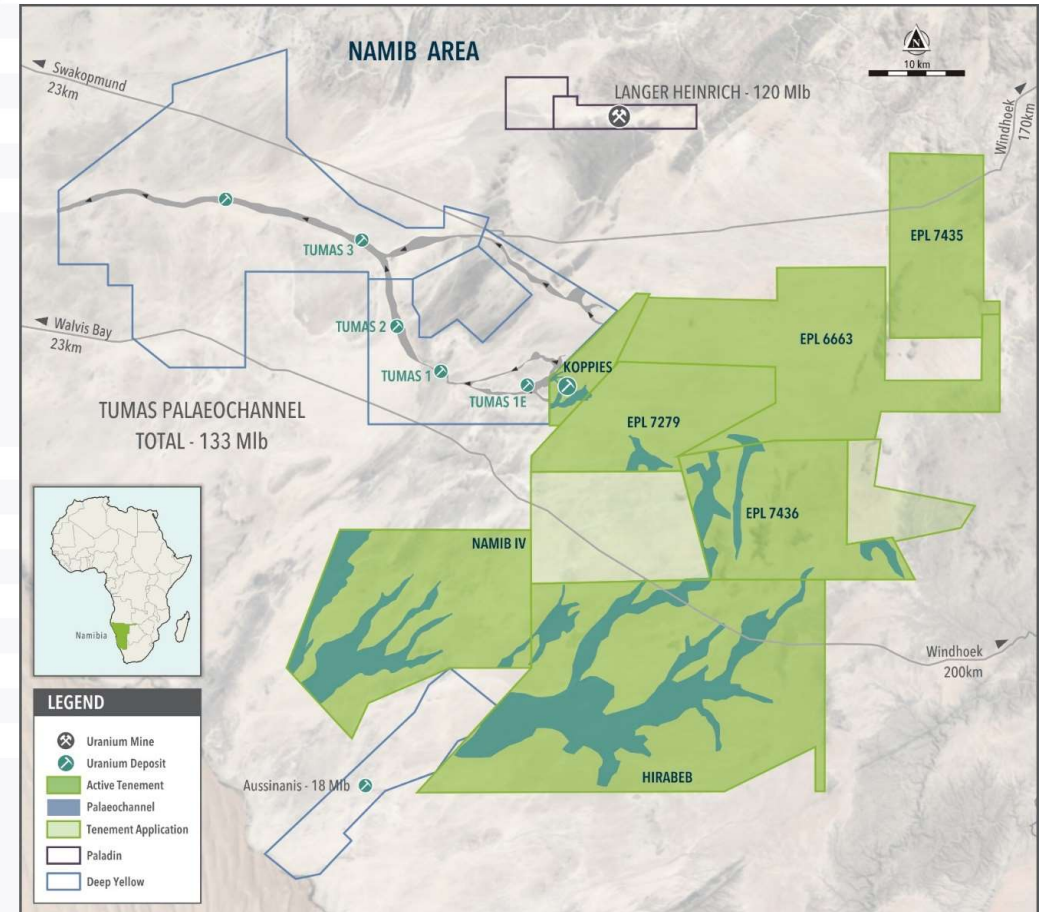 NAMIB AREA
N
10 km
Swakopmund
23km
LANGER HEINRICH - 120 Mlb
Windhoek
170km
EPL 7435
TUMAS 3
EPL 6663
Walvis Bay
23km
TUMAS 2
TUMAS 1
KOPPIES
TUMAS 1E
TUMAS PALAEOCHANNEL
TOTAL - 133 Mlb
EPL 7279
EPL 7436
NAMIB IV
Namibia
Windhoek
200km
HIRABEB
Aussinanis - 18 Mlb
LEGEND
Uranium Mine
Uranium Deposit
Active Tenement
Palaeochannel
Tenement Application
Paladin
Deep Yellow